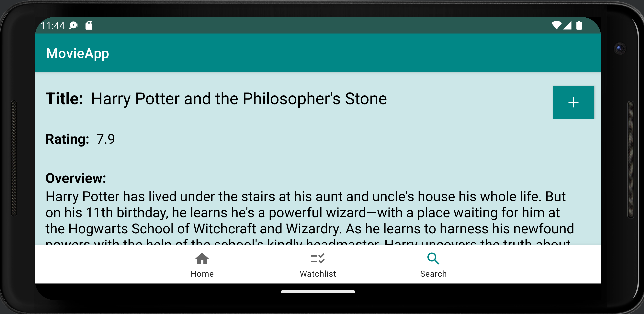 11:44
MovieApp
Title: Harry Potter and the Philosopher's Stone
+
Rating: 7.9
Overview:
Harry Potter has lived under the stairs at his aunt and uncle's house his whole life. But
on his 11th birthday, he learns he's a powerful wizard—with a place waiting for him at
the Hogwarts School of Witchcraft and Wizardry. As he learns to harness his newfound
powers with the help of the school's kindly headmaster, Harry uncovers the truth about
Home Watchlist Search